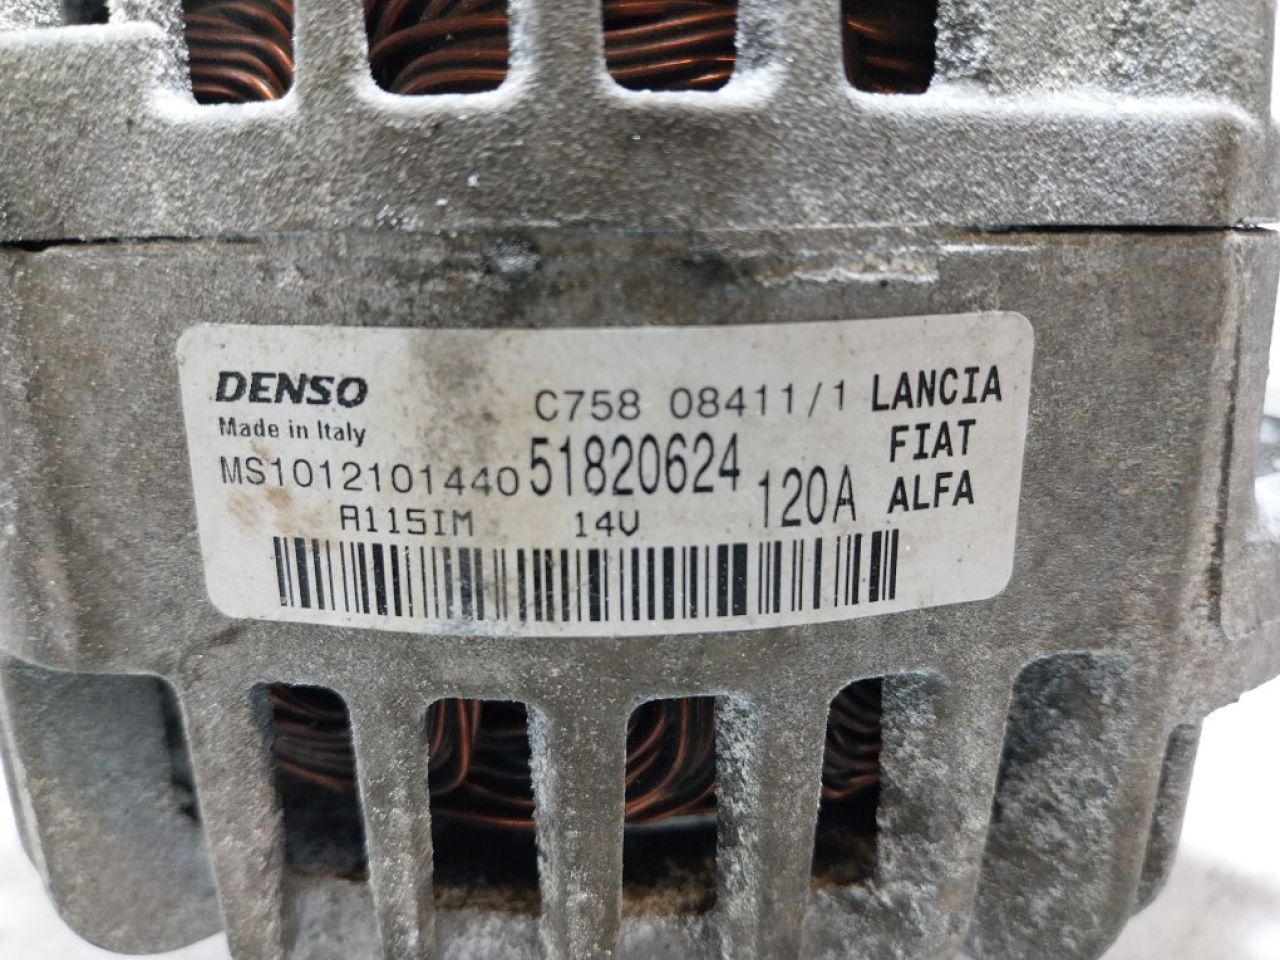 DENSO C758 08411/1 LANCIA
Made in Italy FIAT
MS1012101440 51820624 120A ALFA
A115IM 14V